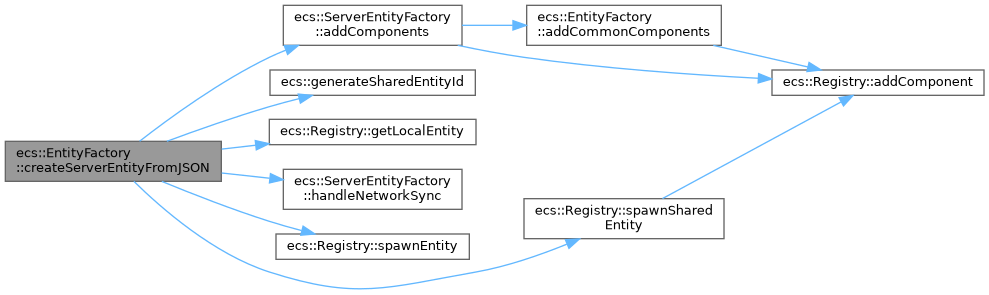 ecs::EntityFactory
::createServerEntityFromJSON
ecs::ServerEntityFactory
::addComponents
ecs::generateSharedEntityId
ecs::Registry::getLocalEntity
ecs::ServerEntityFactory
::handleNetworkSync
ecs::Registry::spawnEntity
ecs::EntityFactory
::addCommonComponents
ecs::Registry::spawnShared
Entity
ecs::Registry::addComponent